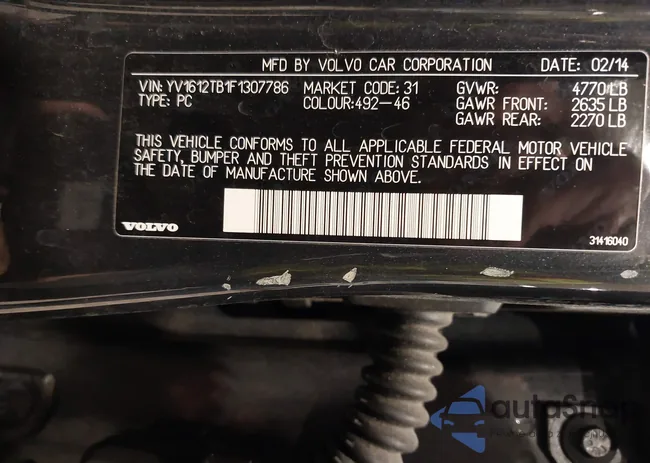 MFD BY VOLVO CAR CORPORATION DATE: 02/14
VIN: YV1612TB1F1307786 MARKET CODE: 31 GVWR: 4770 LB
TYPE: PC COLOUR:492-46 GAWR FRONT: 2635 LB
GAWR REAR: 2270 LB
THIS VEHICLE CONFORMS TO ALL APPLICABLE FEDERAL MOTOR VEHICLE
SAFETY, BUMPER AND THEFT PREVENTION STANDARDS IN EFFECT ON
THE DATE OF MANUFACTURE SHOWN ABOVE.
VOLVO 31416040